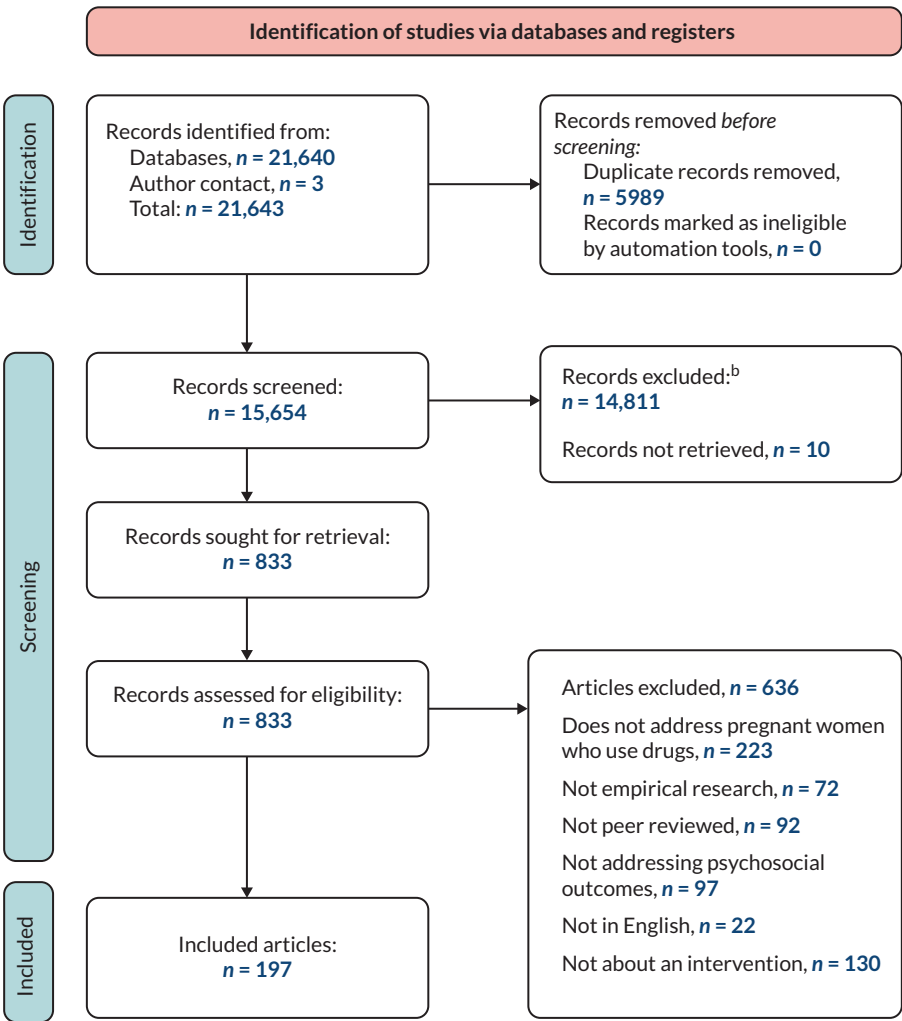 Identification of studies via databases and registers
Identification
Records identified from:
Databases, n = 21,640
Author contact, n = 3
Total: n = 21,643
Records removed before
screening:
Duplicate records removed,
n = 5989
Records marked as ineligible
by automation tools, n = 0
Screening
Records screened:
n = 15,654
Records excluded:b
n = 14,811
Records not retrieved, n = 10
Records sought for retrieval:
n = 833
Records assessed for eligibility:
n = 833
Articles excluded, n = 636
Does not address pregnant women
who use drugs, n = 223
Not empirical research, n = 72
Not peer reviewed, n = 92
Not addressing psychosocial
outcomes, n = 97
Not in English, n = 22
Not about an intervention, n = 130
Included
Included articles:
n = 197